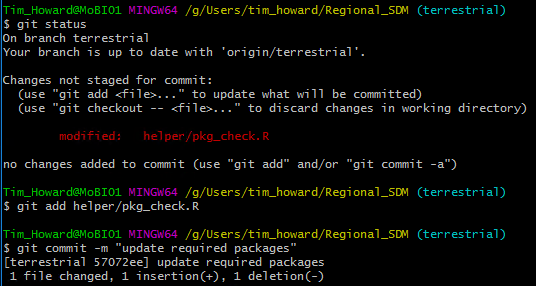 Tim_Howard@MoBIO1 MINGW64 /g/Users/tim_howard/Regional_SDM (terrestrial)
$ git status
On branch terrestrial
Your branch is up to date with 'origin/terrestrial'.
Changes not staged for commit:
(use "git add <file>..." to update what will be committed)
(use "git checkout -- <file>..." to discard changes in working directory)
modified:   helper/pkg_check.R
no changes added to commit (use "git add" and/or "git commit -a")
Tim_Howard@MoBIO1 MINGW64 /g/Users/tim_howard/Regional_SDM (terrestrial)
$ git add helper/pkg_check.R
Tim_Howard@MoBIO1 MINGW64 /g/Users/tim_howard/Regional_SDM (terrestrial)
$ git commit -m "update required packages"
[terrestrial 57072ee] update required packages
1 file changed, 1 insertion(+), 1 deletion(-)